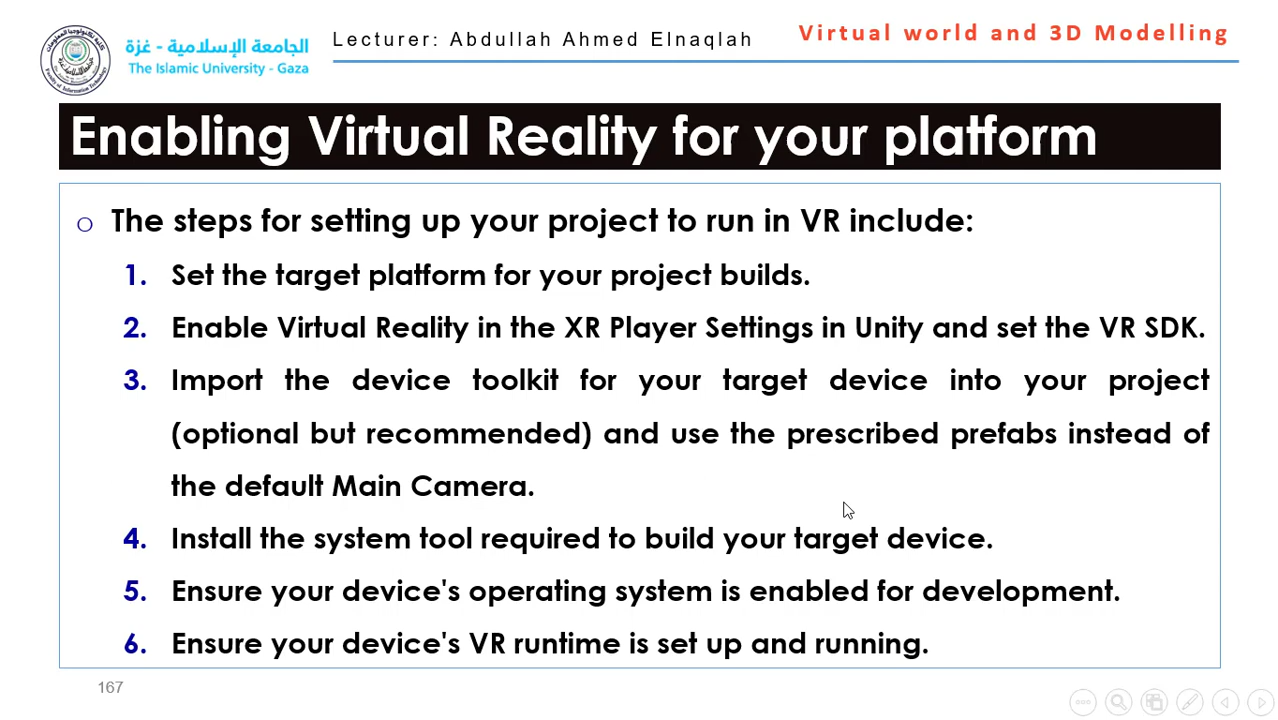 الجامعة الإسلامية - غزة
The Islamic University - Gaza
Lecturer: Abdullah Ahmed Elnaqlah
Virtual world and 3D Modelling
Enabling Virtual Reality for your platform
o The steps for setting up your project to run in VR include:
1. Set the target platform for your project builds.
2. Enable Virtual Reality in the XR Player Settings in Unity and set the VR SDK.
3. Import the device toolkit for your target device into your project
(optional but recommended) and use the prescribed prefabs instead of
the default Main Camera.
4. Install the system tool required to build your target device.
5. Ensure your device's operating system is enabled for development.
6. Ensure your device's VR runtime is set up and running.
167